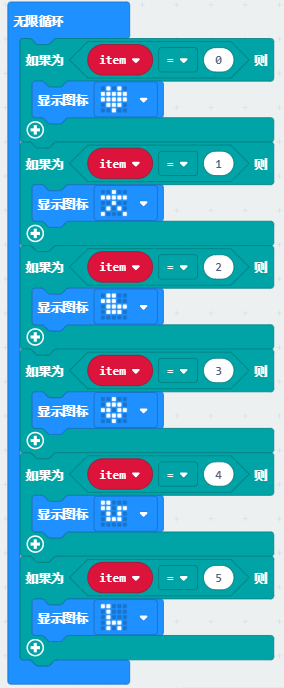 无限循环
如果为 item = 0 则
显示图标
如果为 item = 1 则
显示图标
如果为 item = 2 则
显示图标
如果为 item = 3 则
显示图标
如果为 item = 4 则
显示图标
如果为 item = 5 则
显示图标